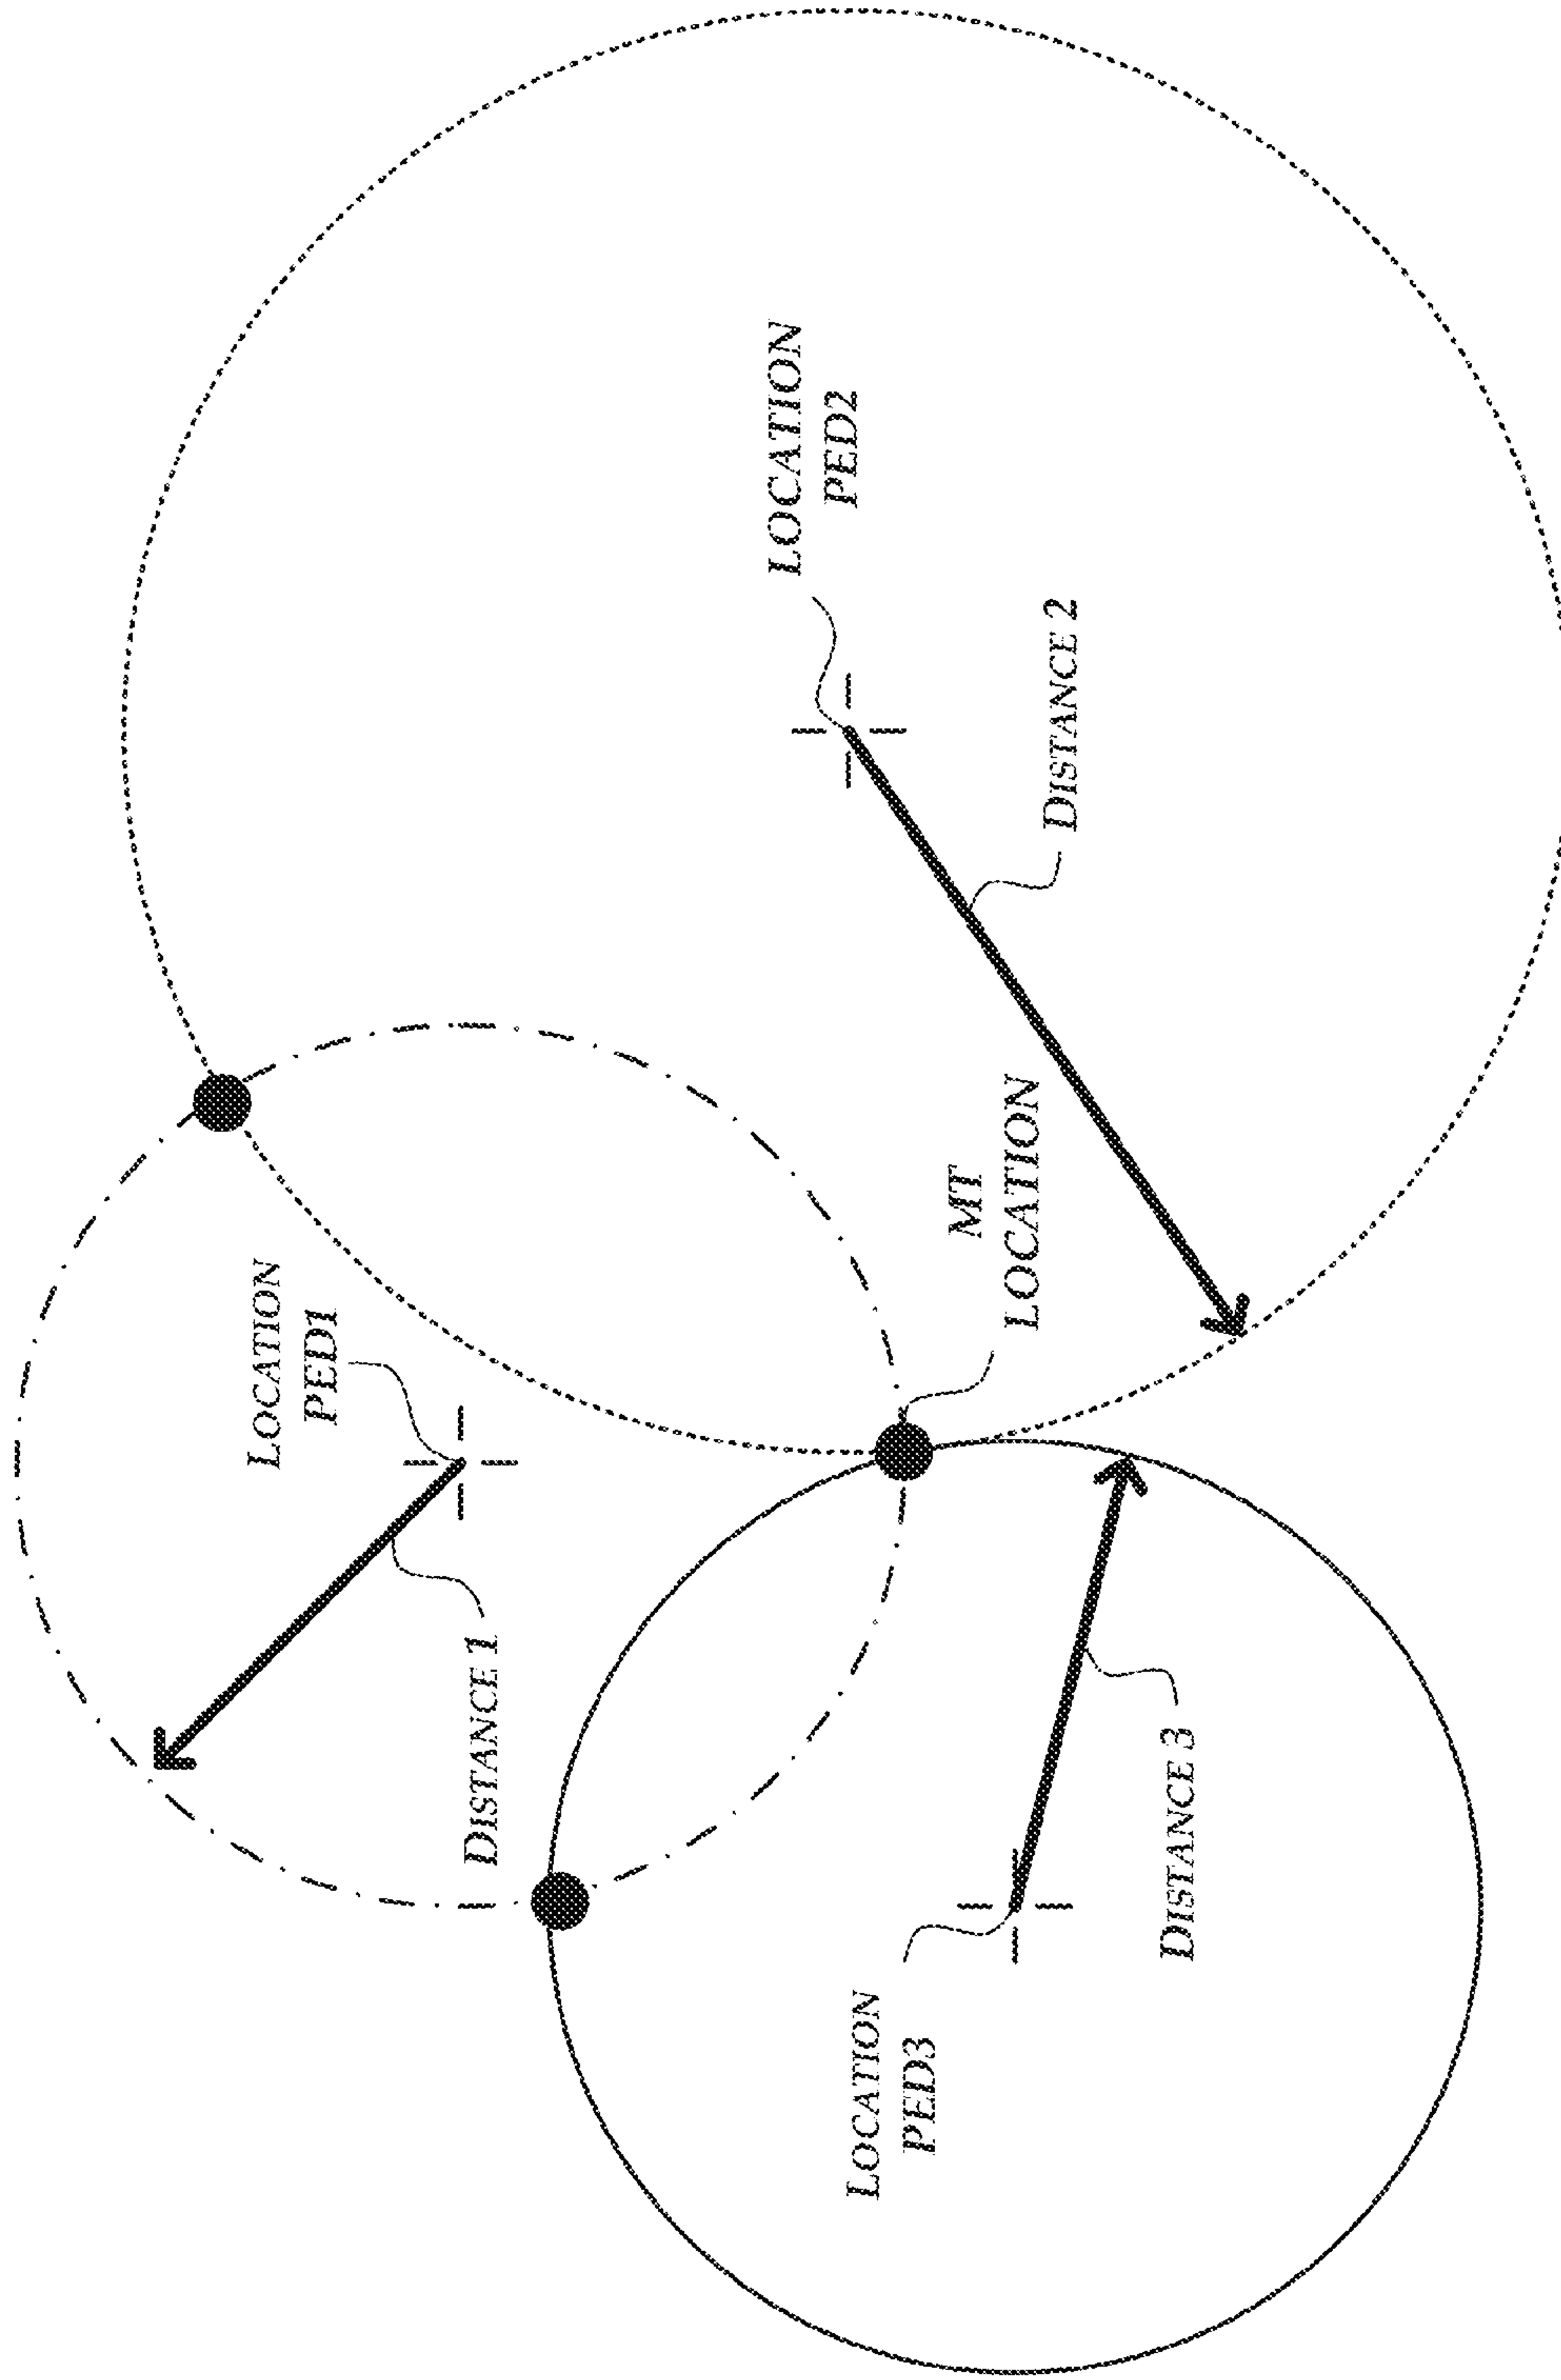 LOCATION
PED1
DISTANCE 1
LOCATION
PED2
DISTANCE 2
MT
LOCATION
LOCATION
PED3
DISTANCE 3